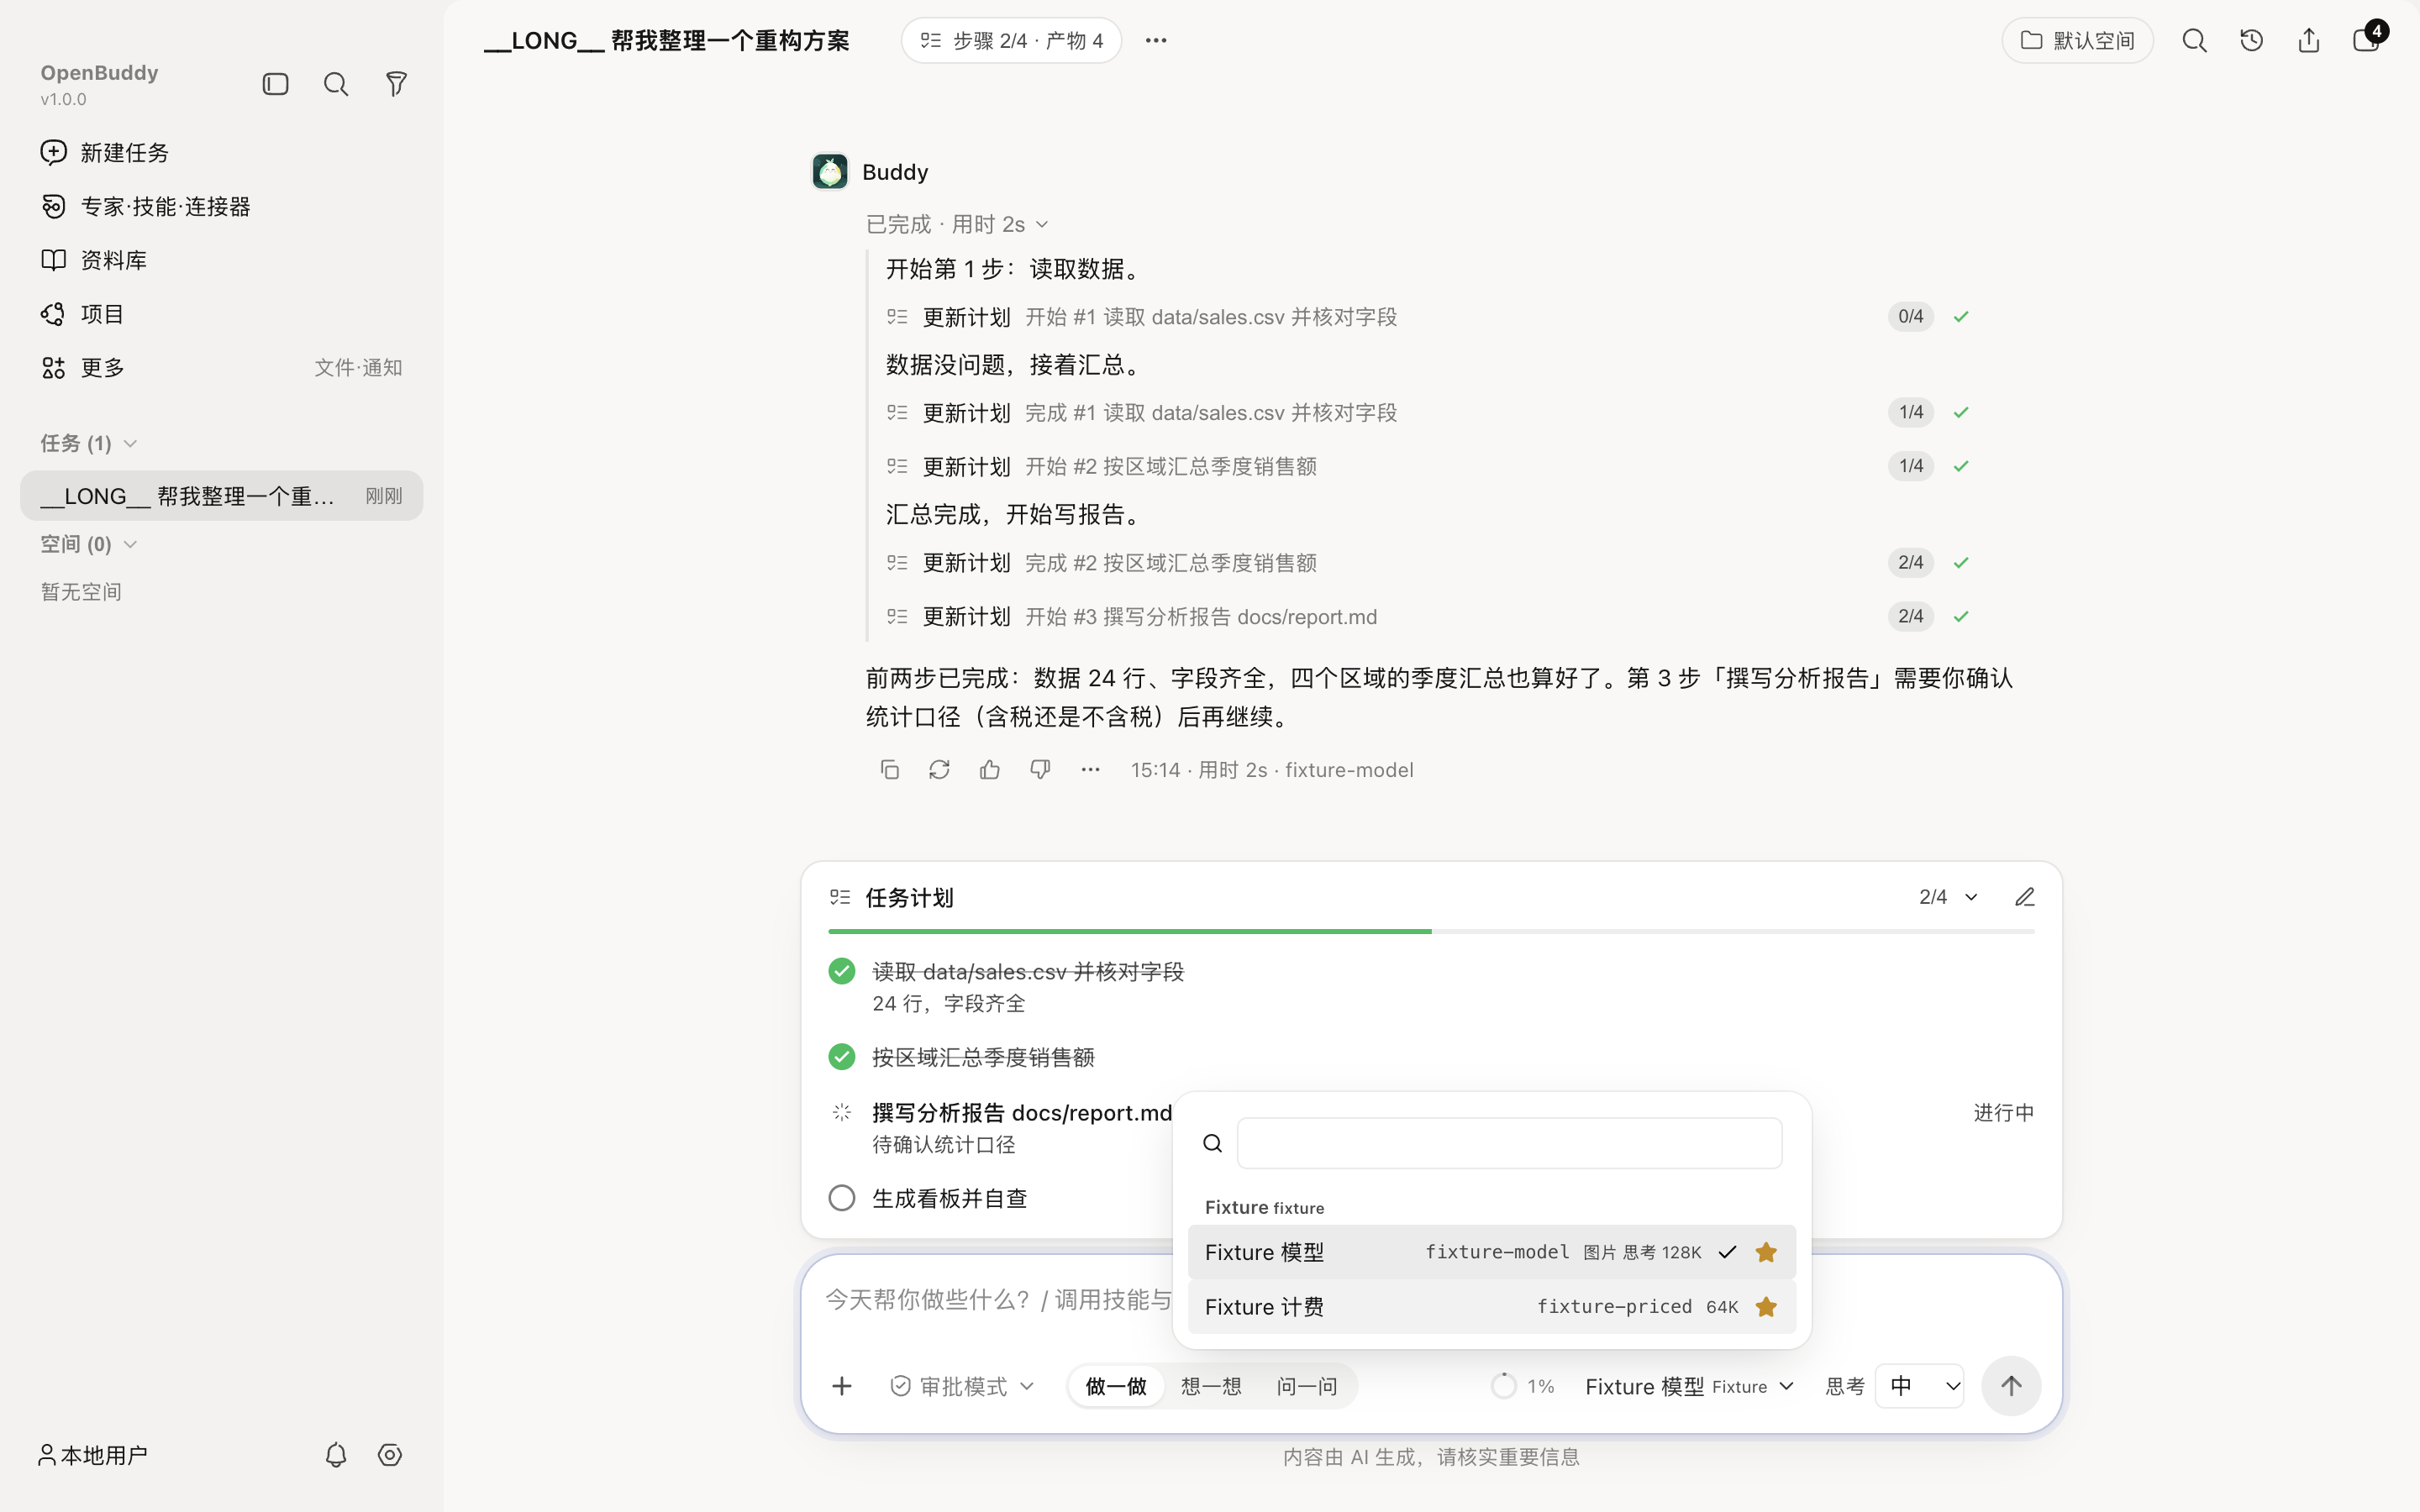 OpenBuddy
v1.0.0
新建任务
专家·技能·连接器
资料库
项目
更多 文件·通知
任务 (1)
__LONG__ 帮我整理一个重… 刚刚
空间 (0)
暂无空间
本地用户
__LONG__ 帮我整理一个重构方案 步骤 2/4 · 产物 4 默认空间 4
Buddy
已完成 · 用时 2s
开始第 1 步：读取数据。
更新计划 开始 #1 读取 data/sales.csv 并核对字段 0/4
数据没问题，接着汇总。
更新计划 完成 #1 读取 data/sales.csv 并核对字段 1/4
更新计划 开始 #2 按区域汇总季度销售额 1/4
汇总完成，开始写报告。
更新计划 完成 #2 按区域汇总季度销售额 2/4
更新计划 开始 #3 撰写分析报告 docs/report.md 2/4
前两步已完成：数据 24 行、字段齐全，四个区域的季度汇总也算好了。第 3 步「撰写分析报告」需要你确认
统计口径（含税还是不含税）后再继续。
15:14 · 用时 2s · fixture-model
任务计划 2/4
读取 data/sales.csv 并核对字段
24 行，字段齐全
按区域汇总季度销售额
撰写分析报告 docs/report.md 进行中
待确认统计口径
生成看板并自查
Fixture fixture
Fixture 模型 fixture-model 图片 思考 128K
Fixture 计费 fixture-priced 64K
今天帮你做些什么？/ 调用技能与
审批模式 做一做 想一想 问一问 1% Fixture 模型 Fixture 思考 中
内容由 AI 生成，请核实重要信息